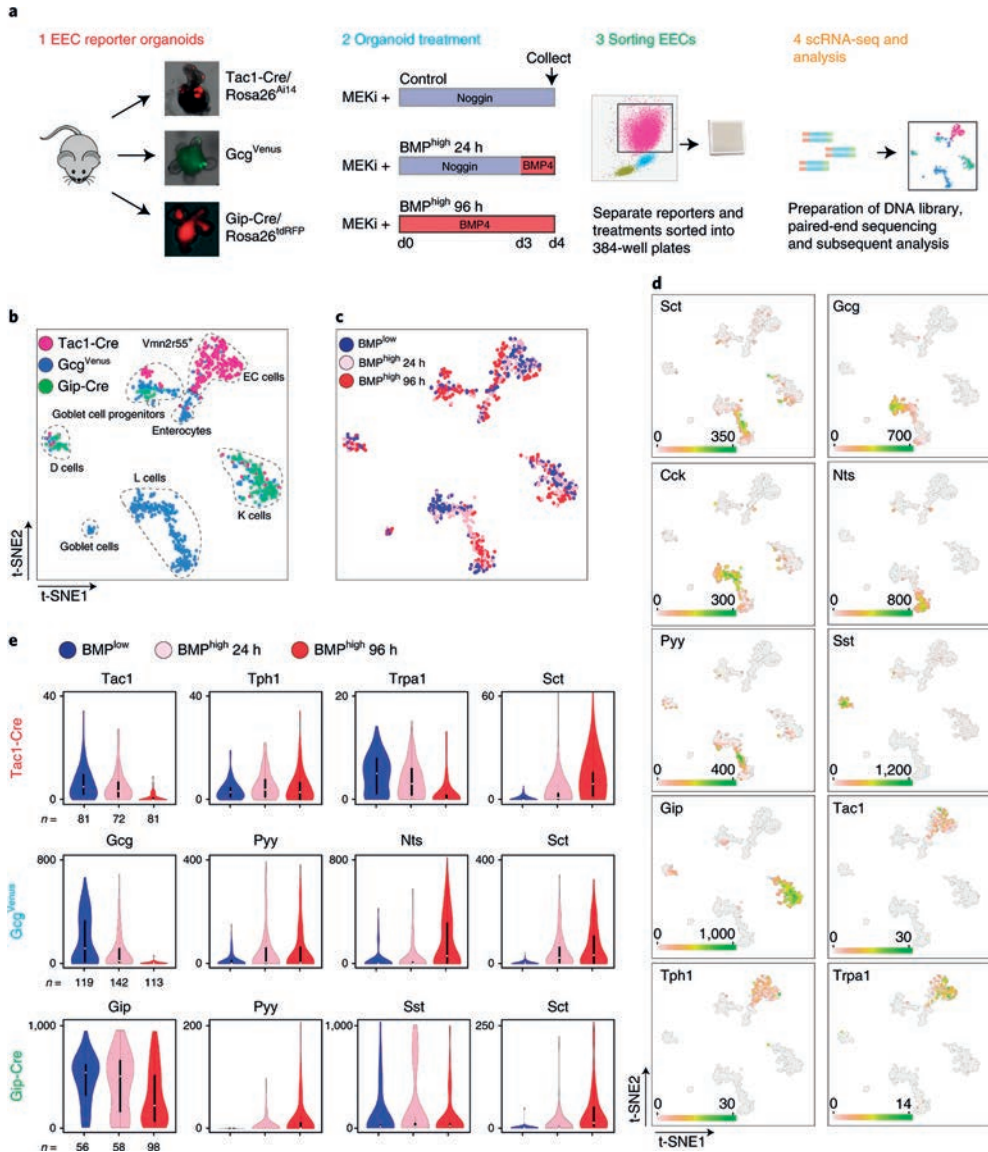 a
1 EEC reporter organoids
Tac1-Cre/
Rosa26Ai14
GcgVenus
Gip-Cre/
Rosa26tdRFP
2 Organoid treatment
Collect
Control
MEKi +
Noggin
BMPhigh 24 h
MEKi +
Noggin
BMP4
BMPhigh 96 h
MEKi +
BMP4
d0
d3
d4
3 Sorting EECs
Separate reporters and
treatments sorted into
384-well plates
4 scRNA-seq and
analysis
Preparation of DNA library,
paired-end sequencing
and subsequent analysis
b
Tac1-Cre
GcgVenus
Gip-Cre
Vmn2r55+
EC cells
Goblet cell progenitors
Enterocytes
D cells
L cells
K cells
Goblet cells
t-SNE2
t-SNE1
c
BMPlow
BMPhigh 24 h
BMPhigh 96 h
d
Sct
0
350
Gcg
0
700
Cck
0
300
Nts
0
800
Pyy
0
400
Sst
0
1,200
Gip
0
1,000
Tac1
0
30
Tph1
0
30
Trpa1
0
14
t-SNE2
t-SNE1
e
BMPlow
BMPhigh 24 h
BMPhigh 96 h
Tac1-Cre
Tac1
40
0
n =
81
72
81
Tph1
Trpa1
20
0
Sct
60
0
GcgVenus
Gcg
800
0
n =
119
142
113
Pyy
400
0
Nts
800
0
Sct
400
0
Gip-Cre
Gip
1,000
0
n =
56
58
98
Pyy
200
0
Sst
1,000
0
Sct
250
0